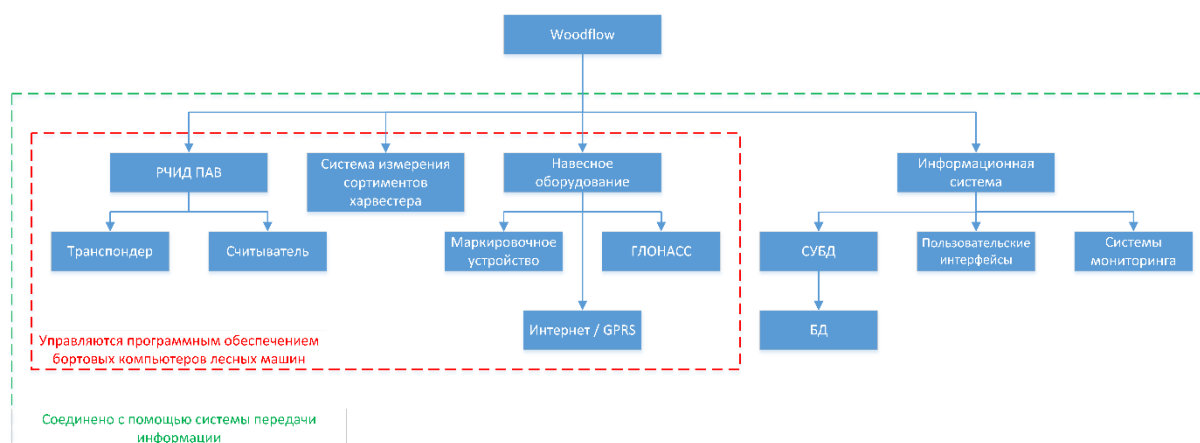 Woodflow
РЧИД ПАВ
Система измерения
сортиментов
харвестера
Навесное
оборудование
Информационная
система
Транспондер
Считыватель
Маркировочное
устройство
ГЛОНАСС
СУБД
Пользовательские
интерфейсы
Системы
мониторинга
Интернет / GPRS
БД
Управляются программным обеспечением
бортовых компьютеров лесных машин
Соединено с помощью системы передачи
информации